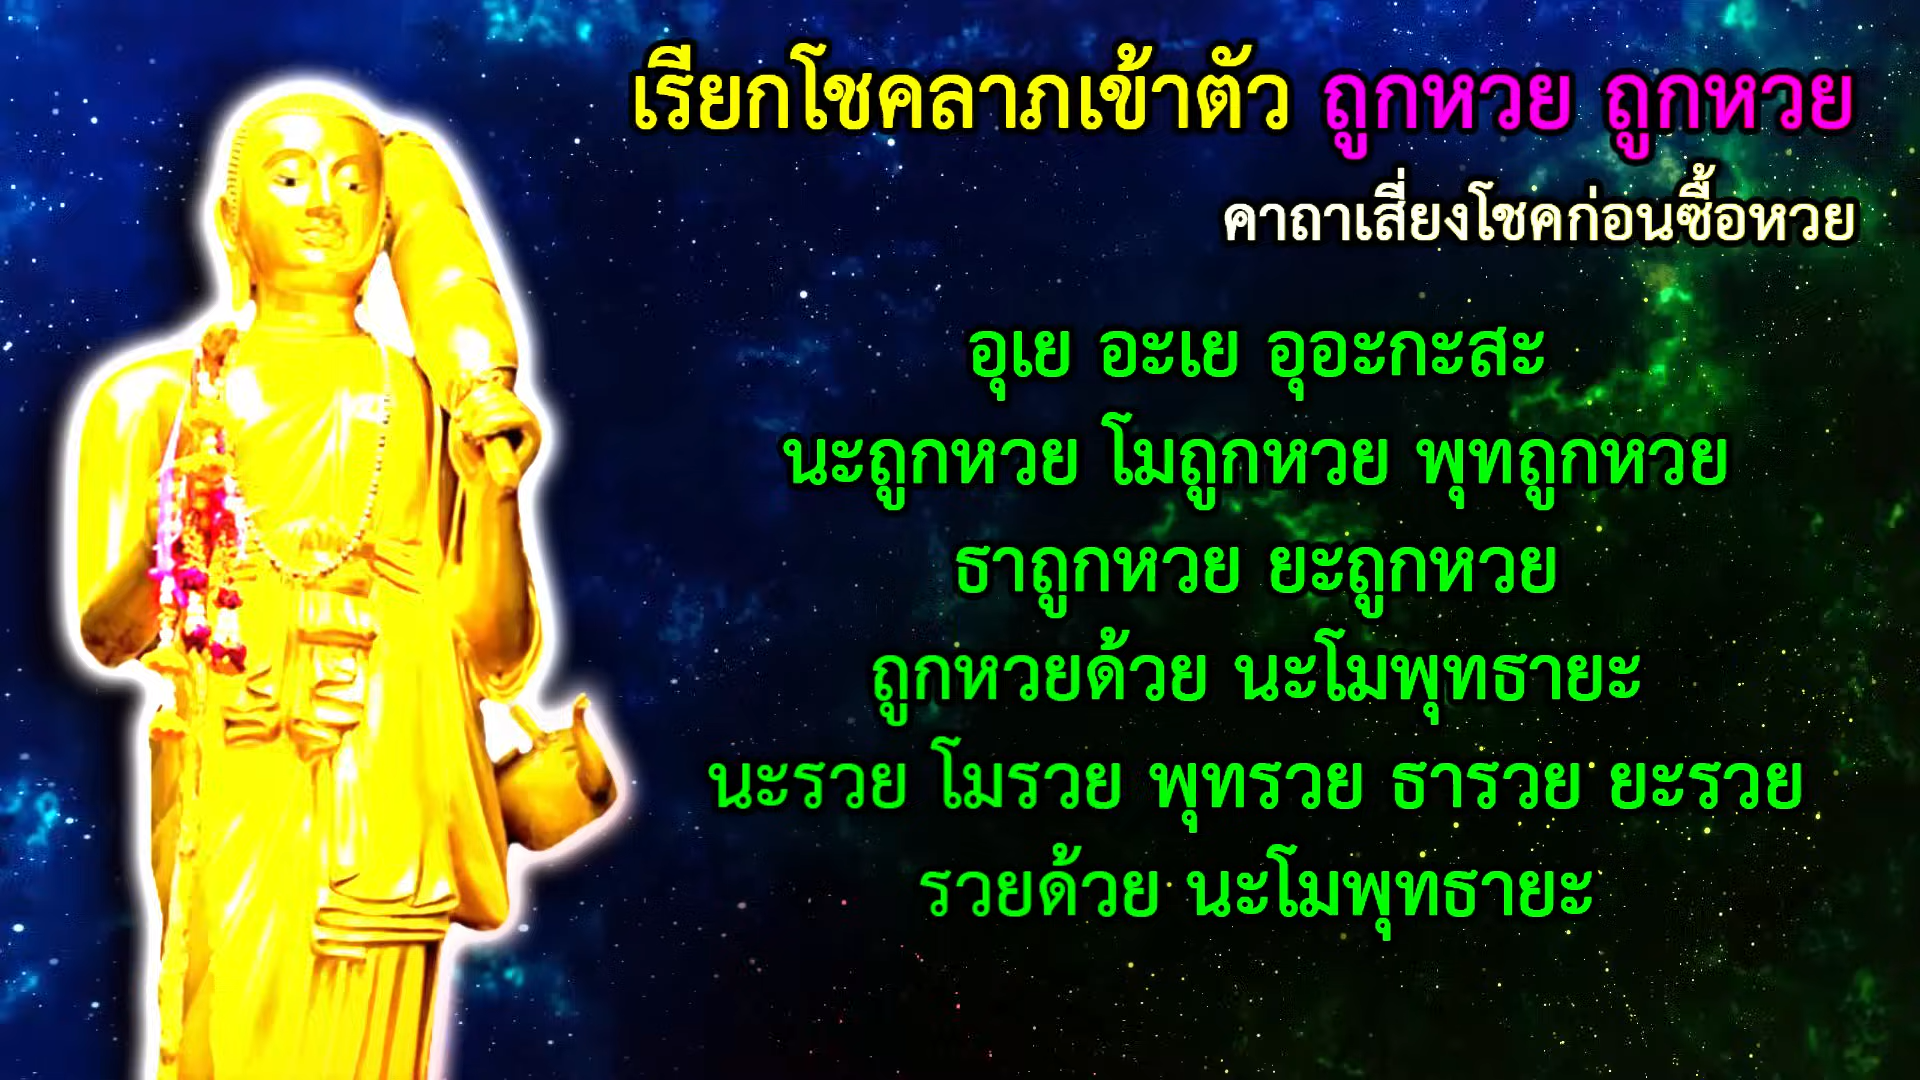 เรียกโชคลาภเข้าตัว ถูกหวย ถูกหวย
คาถาเสี่ยงโชคก่อนซื้อหวย
อุเย อะเย อุอะกะสะ
นะถูกหวย โมถูกหวย พุทถูกหวย
ธาถูกหวย ยะถูกหวย
ถูกหวยด้วย นะโมพุทธายะ
นะรวย โมรวย พุทรวย ธารวย ยะรวย
รวยด้วย นะโมพุทธายะ